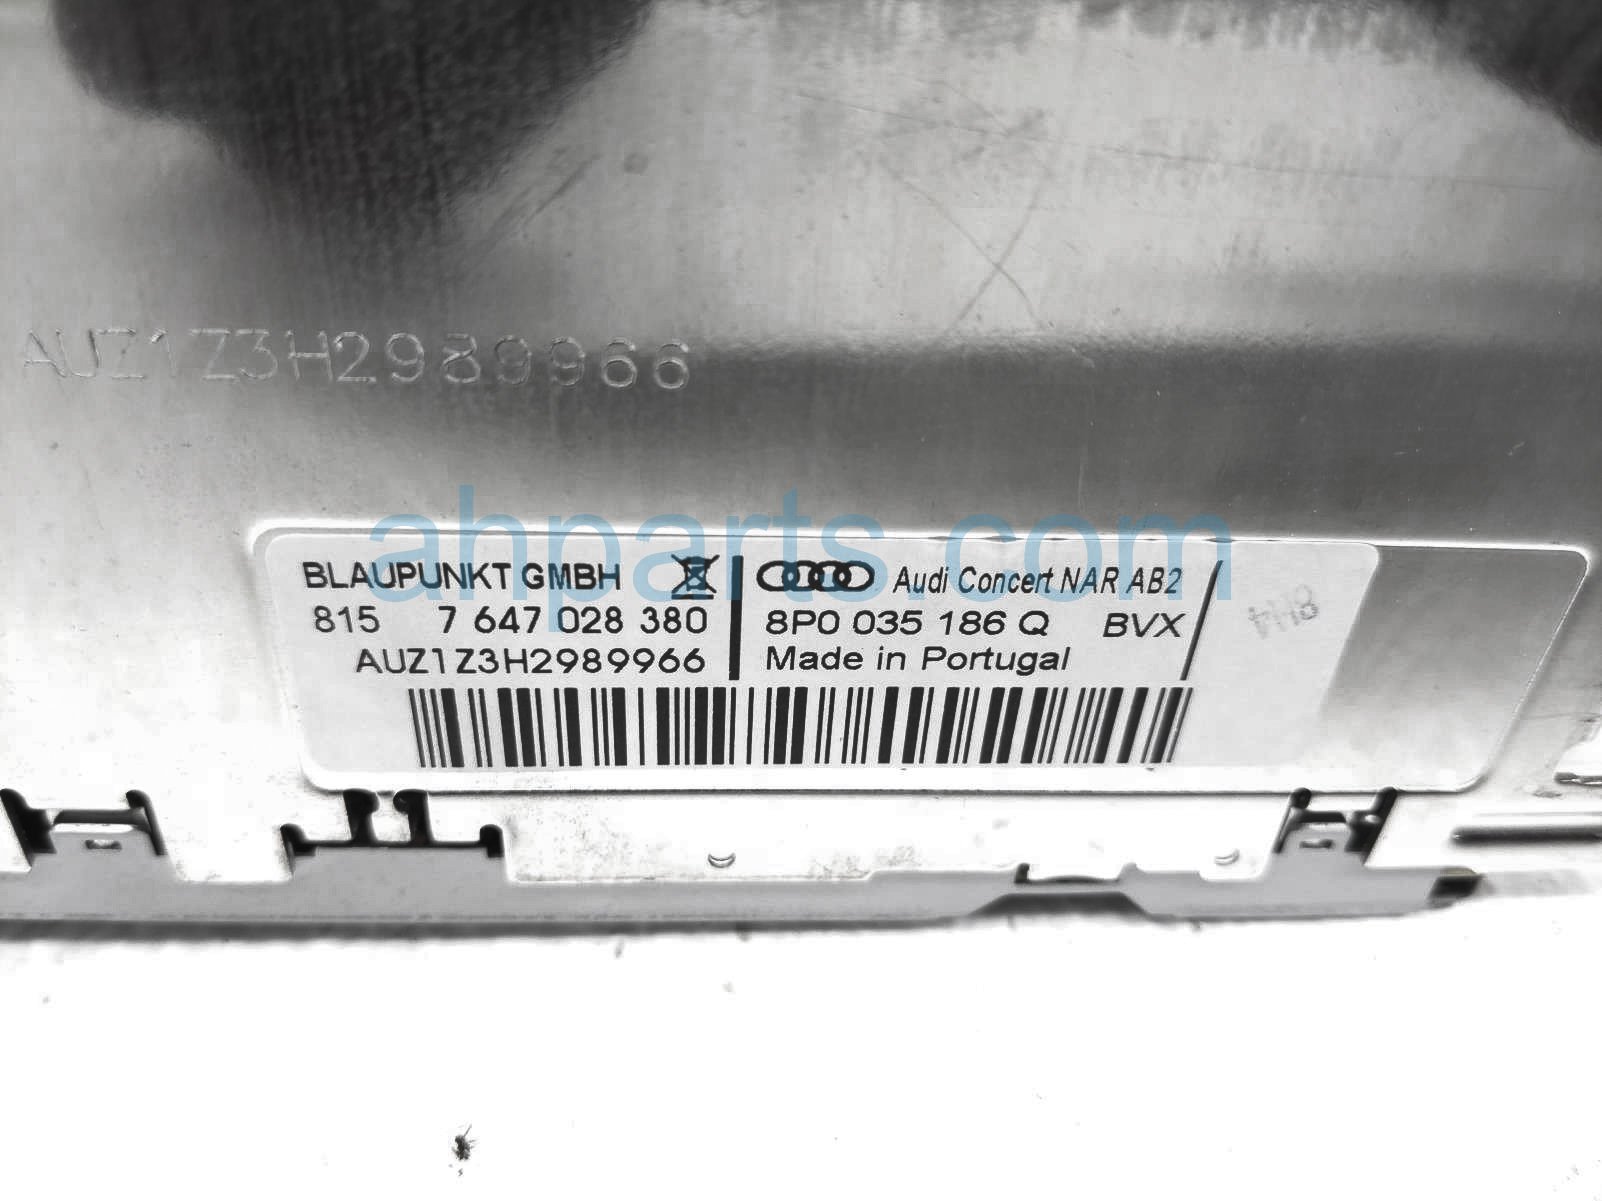 AUZ1Z3H2989966
ahparts.com
BLAUPUNKT GMBH
815 7 647 028 380
AUZ1Z3H2989966
Audi Concert NAR AB2
8P0 035 186 Q BVX
Made in Portugal